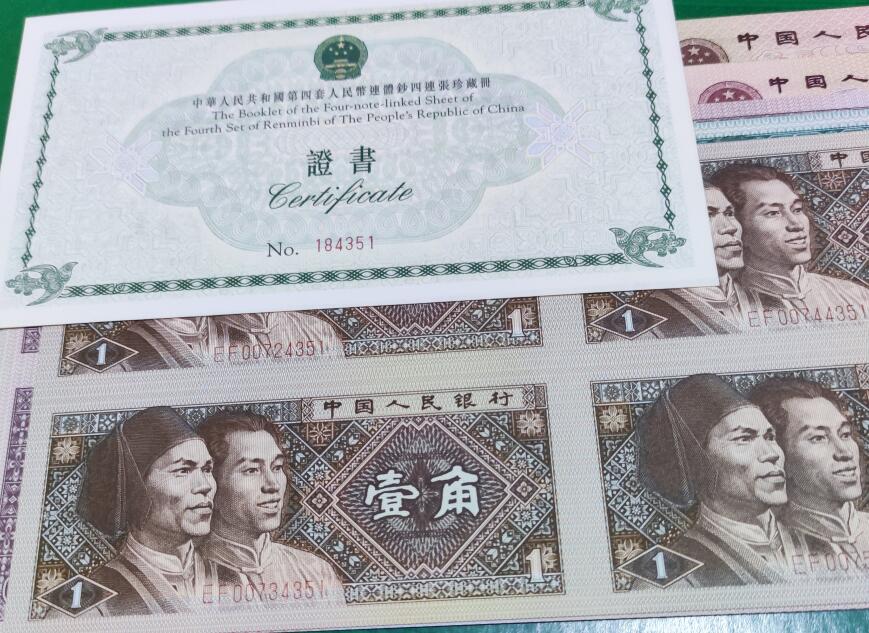 中華人民共和國第四套人民幣連體鈔四連張珍藏冊
The Booklet of the Four-note-linked Sheet of
the Fourth Set of Renminbi of The People's Republic of China
證書
Certificate
No. 184351
中国人民
中国人
中国
1
EF00724351
1
1
EF00744351
中国人民银行
壹角
1
EF00734351
1
1